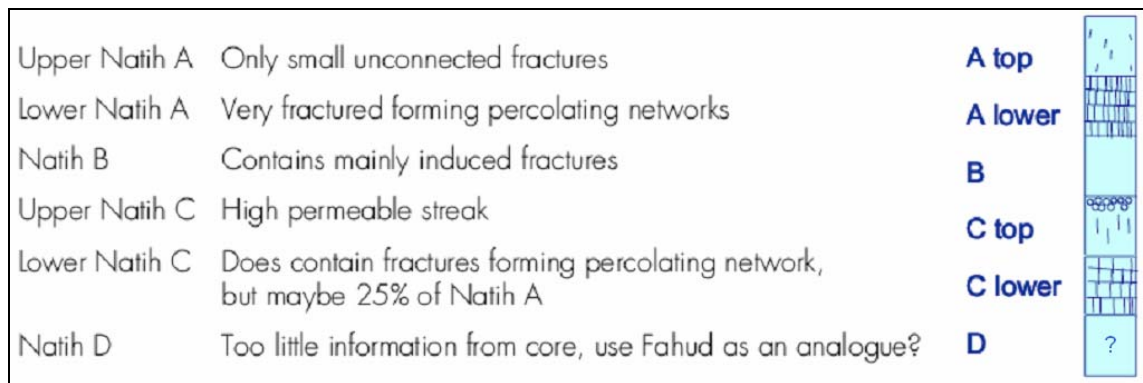 Upper Natih A Only small unconnected fractures A top
Lower Natih A Very fractured forming percolating networks A lower
Natih B Contains mainly induced fractures B
Upper Natih C High permeable streak C top
Lower Natih C Does contain fractures forming percolating network,
but maybe 25% of Natih A C lower
Natih D Too little information from core, use Fahud as an analogue? D ?